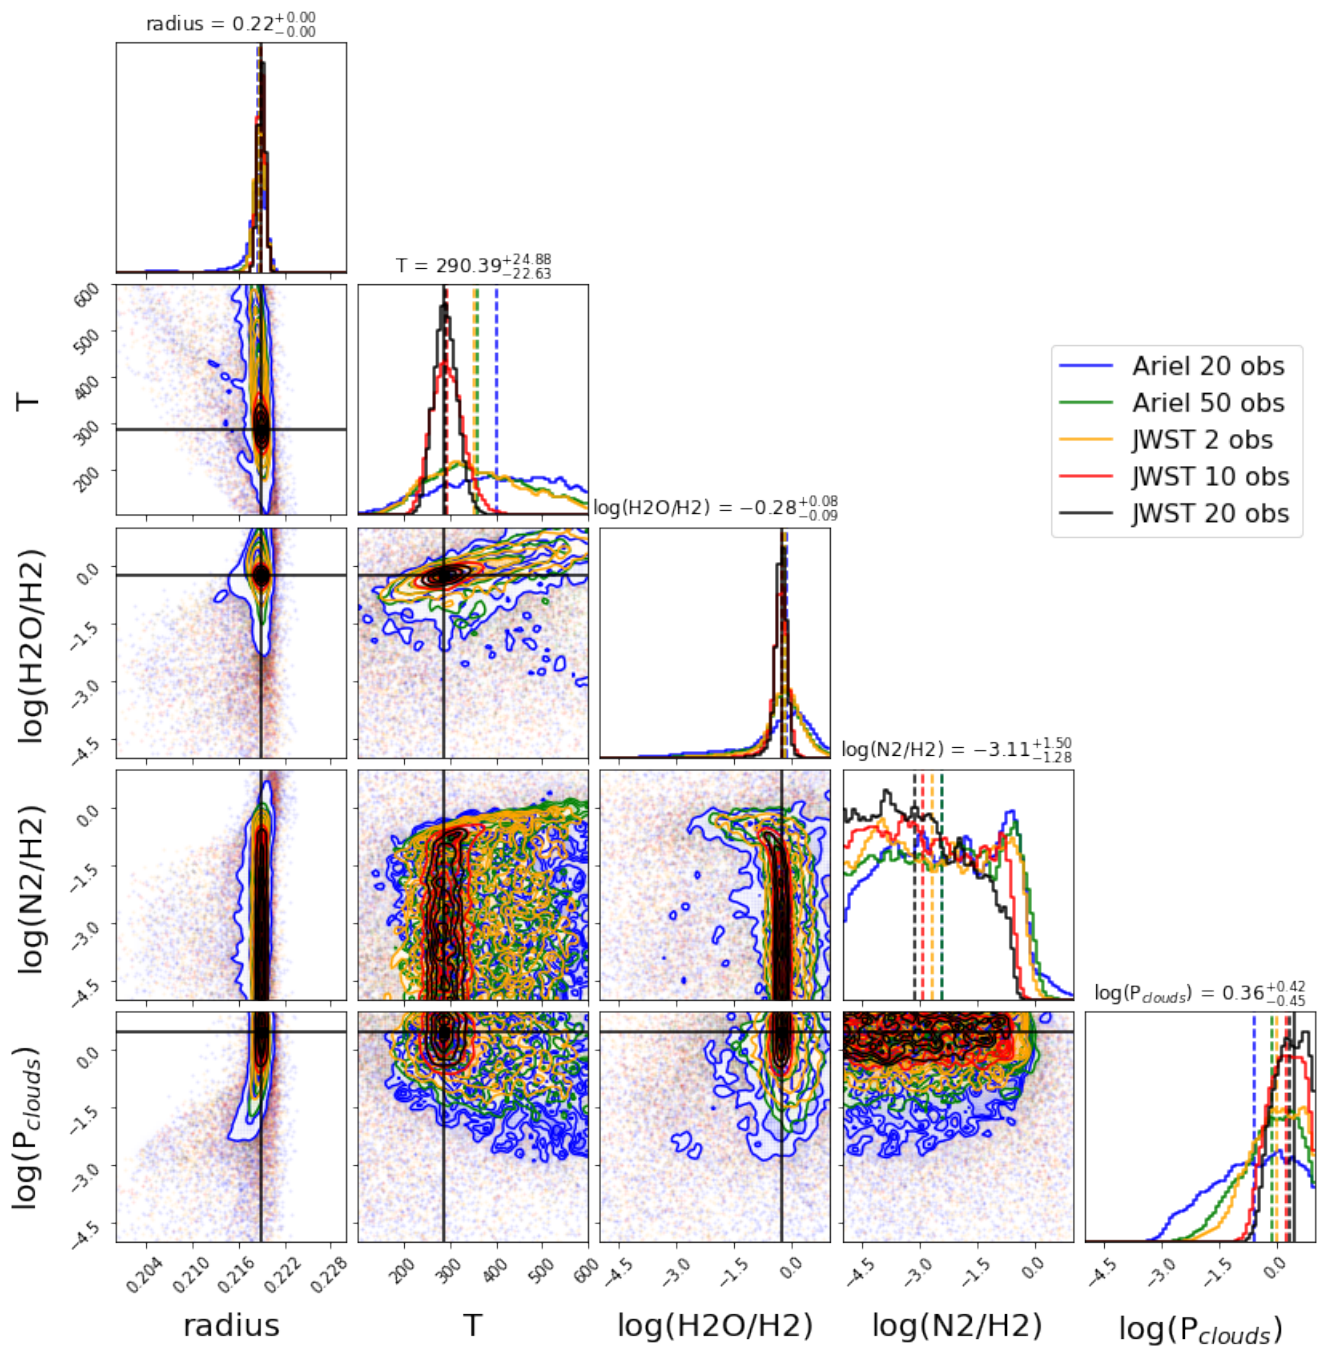 radius = 0.22^{+0.00}_{-0.00}
T = 290.39^{+24.88}_{-22.63}
T
600
500
400
300
200
Ariel 20 obs
Ariel 50 obs
JWST 2 obs
JWST 10 obs
JWST 20 obs
log(H2O/H2) = −0.28^{+0.08}_{-0.09}
log(H2O/H2)
0.0
−1.5
−3.0
−4.5
log(N2/H2) = −3.11^{+1.50}_{-1.28}
log(N2/H2)
0.0
−1.5
−3.0
−4.5
log(P_{clouds}) = 0.36^{+0.42}_{-0.45}
log(P_{clouds})
0.0
−1.5
−3.0
−4.5
0.204 0.210 0.216 0.222 0.228
200 300 400 500 600
−4.5 −3.0 −1.5 0.0
−4.5 −3.0 −1.5 0.0
−4.5 −3.0 −1.5 0.0
radius T log(H2O/H2) log(N2/H2) log(P_{clouds})